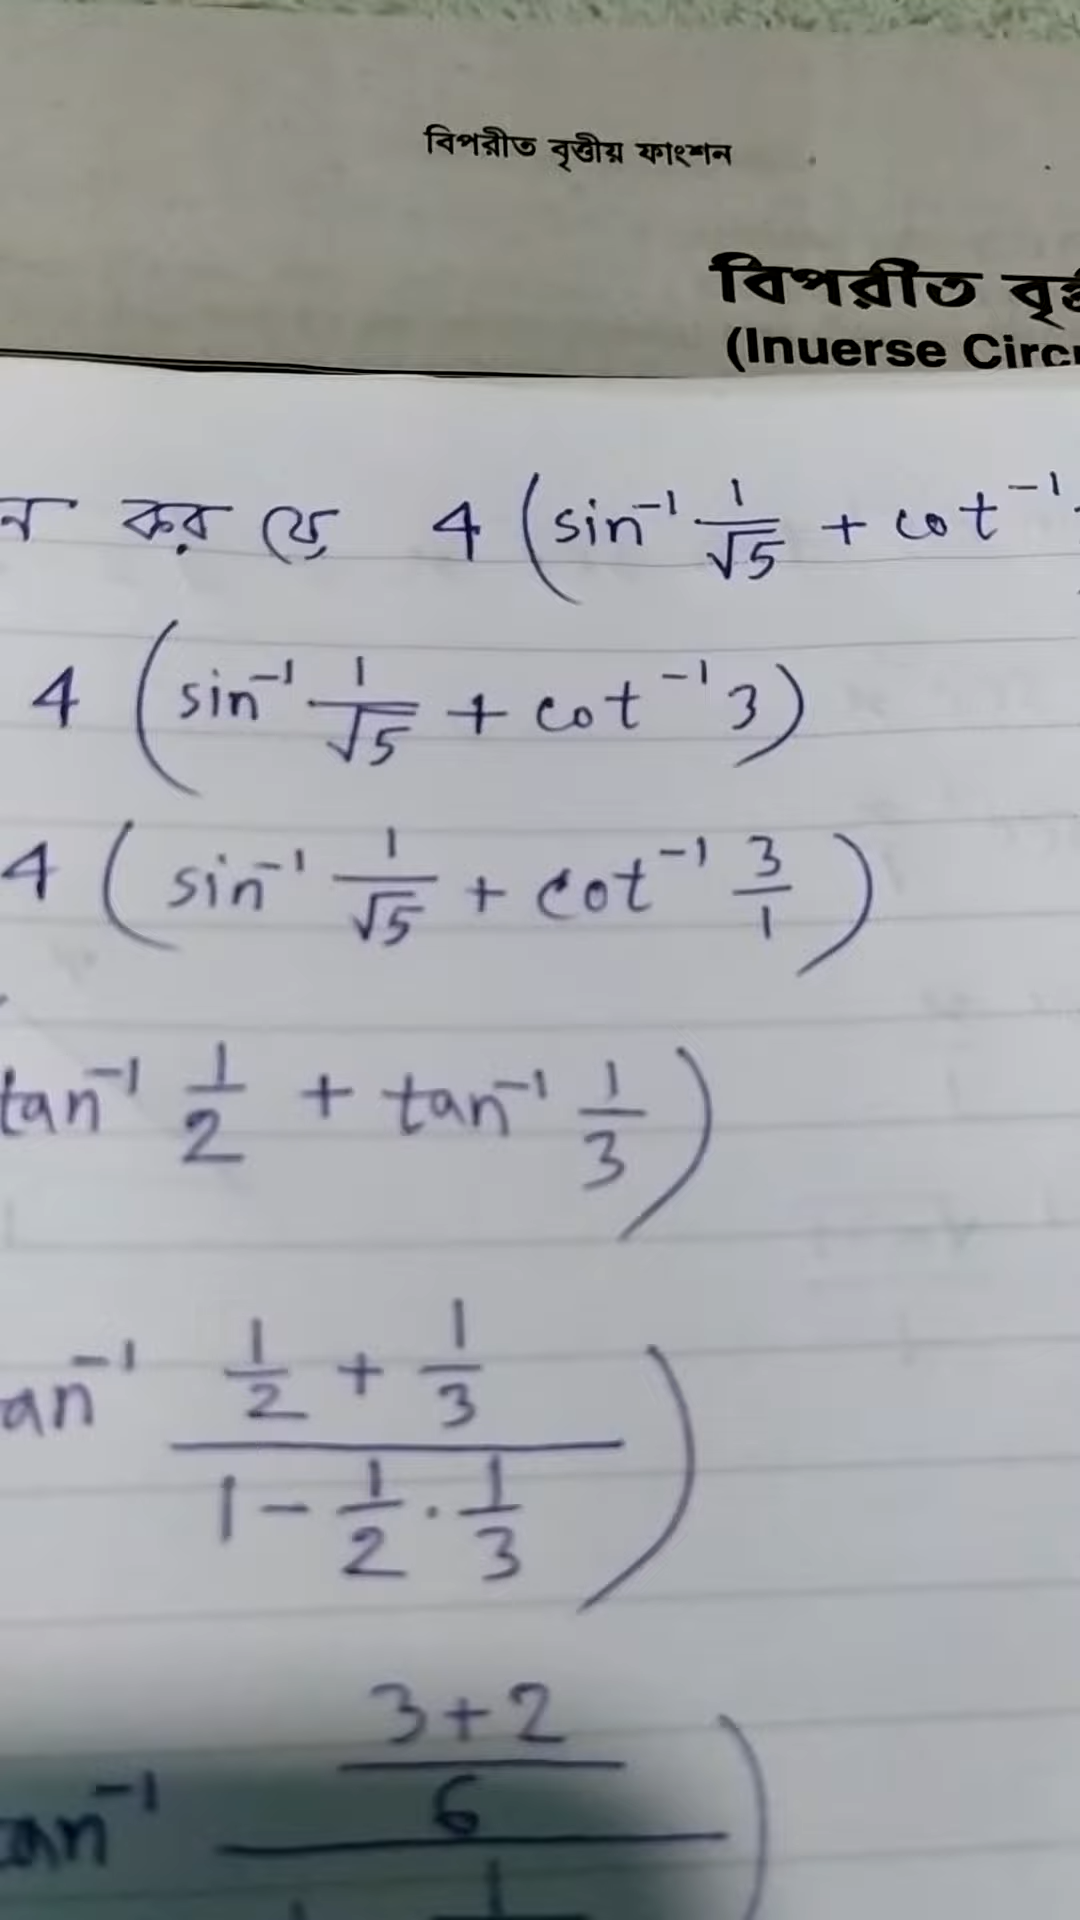 বিপরীত বৃত্তীয় ফাংশন
বিপরীত
(Inuerse
কর যে 4 (sin⁻¹ 1/√5 + cot⁻¹
4 (sin⁻¹ 1/√5 + cot⁻¹ 3)
4 (sin⁻¹ 1/√5 + cot⁻¹ 3/1)
tan⁻¹ 1/2 + tan⁻¹ 1/3)
an⁻¹ (1/2 + 1/3)/(1 - 1/2 · 1/3))
an⁻¹ (3+2)/6